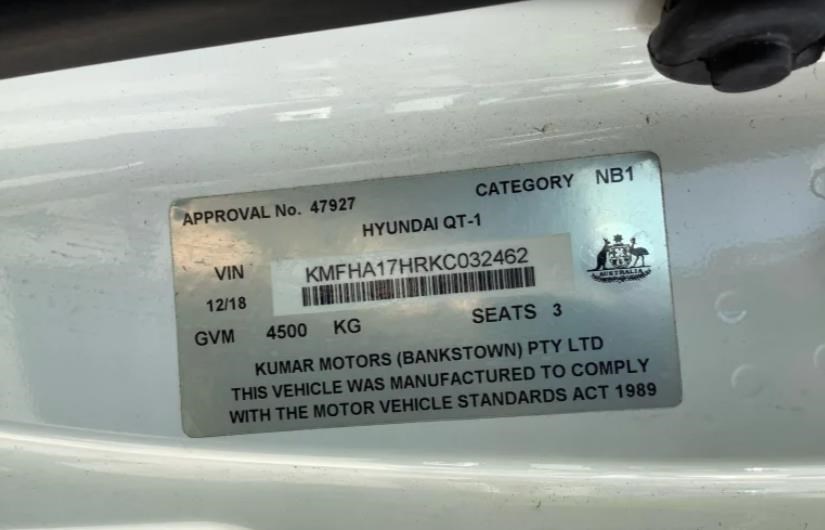 APPROVAL No. 47927 CATEGORY NB1
HYUNDAI QT-1
VIN KMFHA17HRKC032462
12/18
AUSTRALIA
GVM 4500 KG SEATS 3
KUMAR MOTORS (BANKSTOWN) PTY LTD
THIS VEHICLE WAS MANUFACTURED TO COMPLY
WITH THE MOTOR VEHICLE STANDARDS ACT 1989